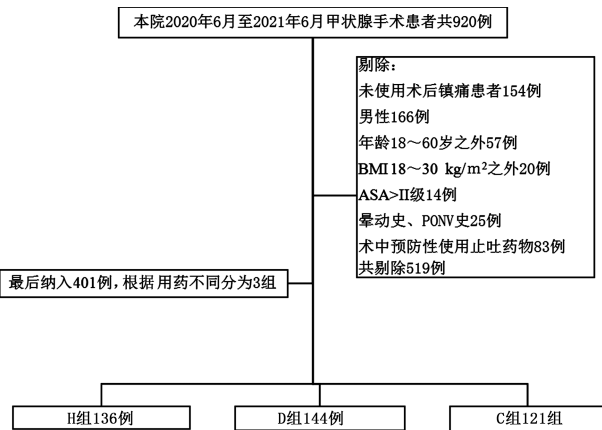 本院2020年6月至2021年6月甲状腺手术患者共920例
剔除：
未使用术后镇痛患者154例
男性166例
年龄18～60岁之外57例
BMI 18～30 kg/m²之外20例
ASA>II级14例
晕动史、PONV史25例
术中预防性使用止吐药物83例
共剔除519例
最后纳入401例，根据用药不同分为3组
H组136例
D组144例
C组121组